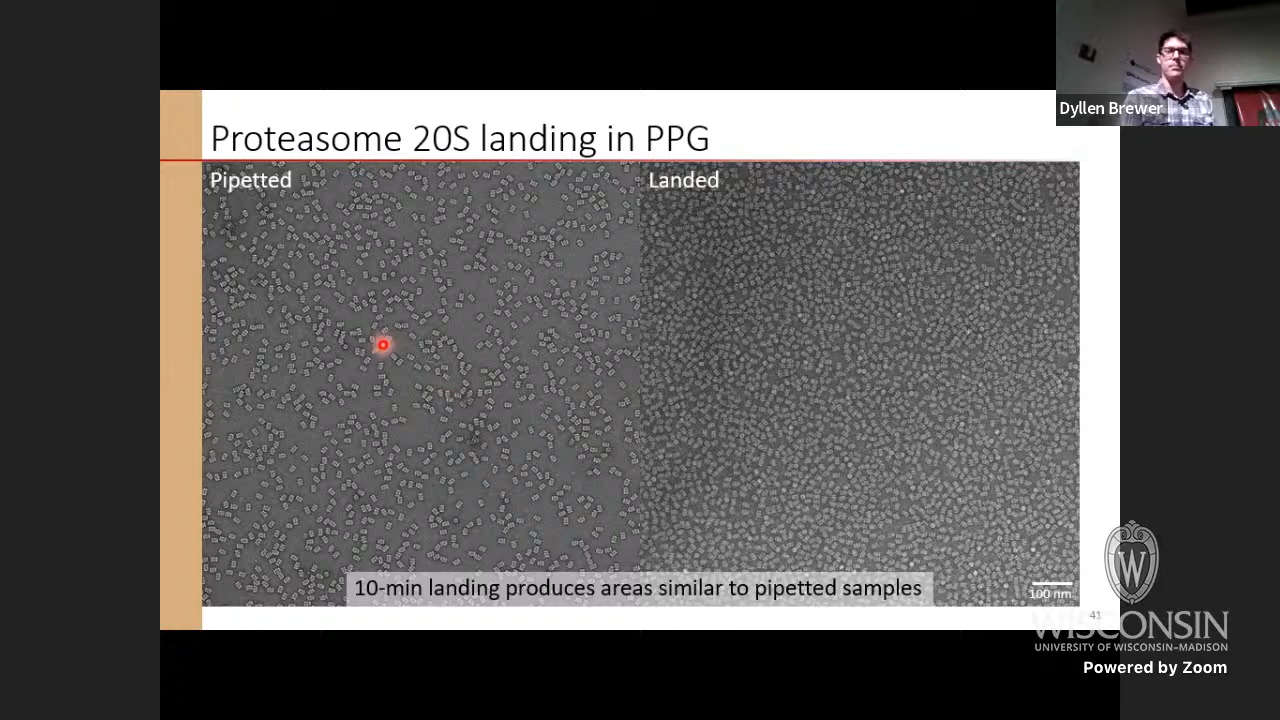 Dyllen Brewer
Proteasome 20S landing in PPG
Pipetted
Landed
10-min landing produces areas similar to pipetted samples
100 nm
41
W
WISCONSIN
UNIVERSITY OF WISCONSIN–MADISON
Powered by Zoom